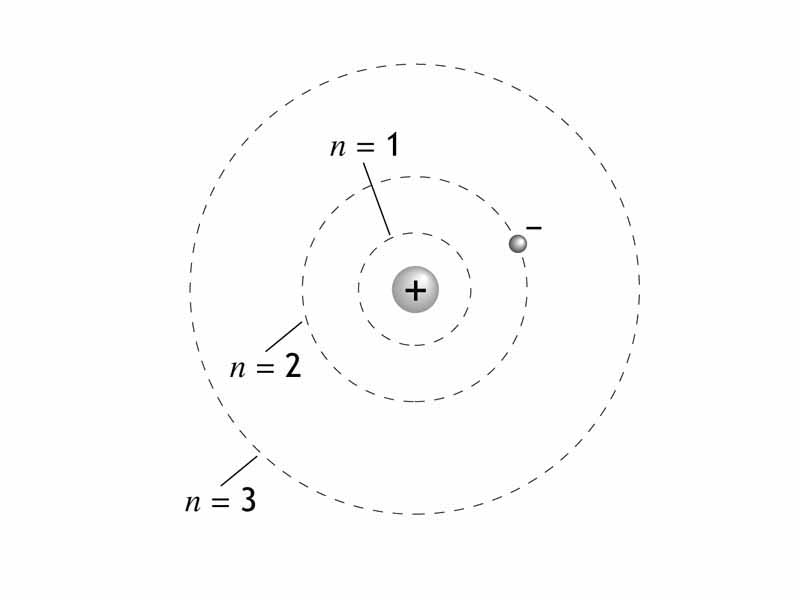 n = 1
−
+
n = 2
n = 3